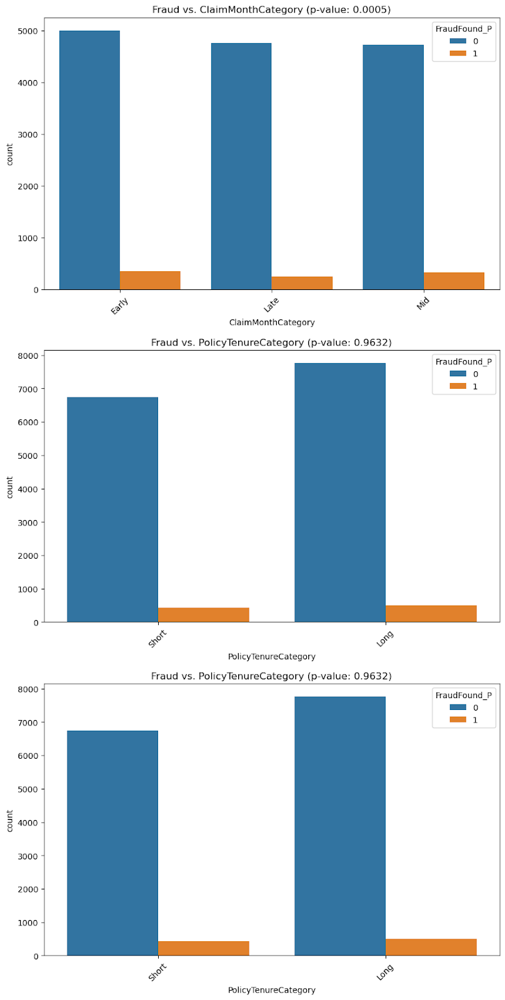 Fraud vs. ClaimMonthCategory (p-value: 0.0005)
FraudFound_P
0
1
5000
4000
3000
2000
1000
0
count
Early
Late
Mid
ClaimMonthCategory
Fraud vs. PolicyTenureCategory (p-value: 0.9632)
FraudFound_P
0
1
8000
7000
6000
5000
4000
3000
2000
1000
0
count
Short
Long
PolicyTenureCategory
Fraud vs. PolicyTenureCategory (p-value: 0.9632)
FraudFound_P
0
1
8000
7000
6000
5000
4000
3000
2000
1000
0
count
Short
Long
PolicyTenureCategory